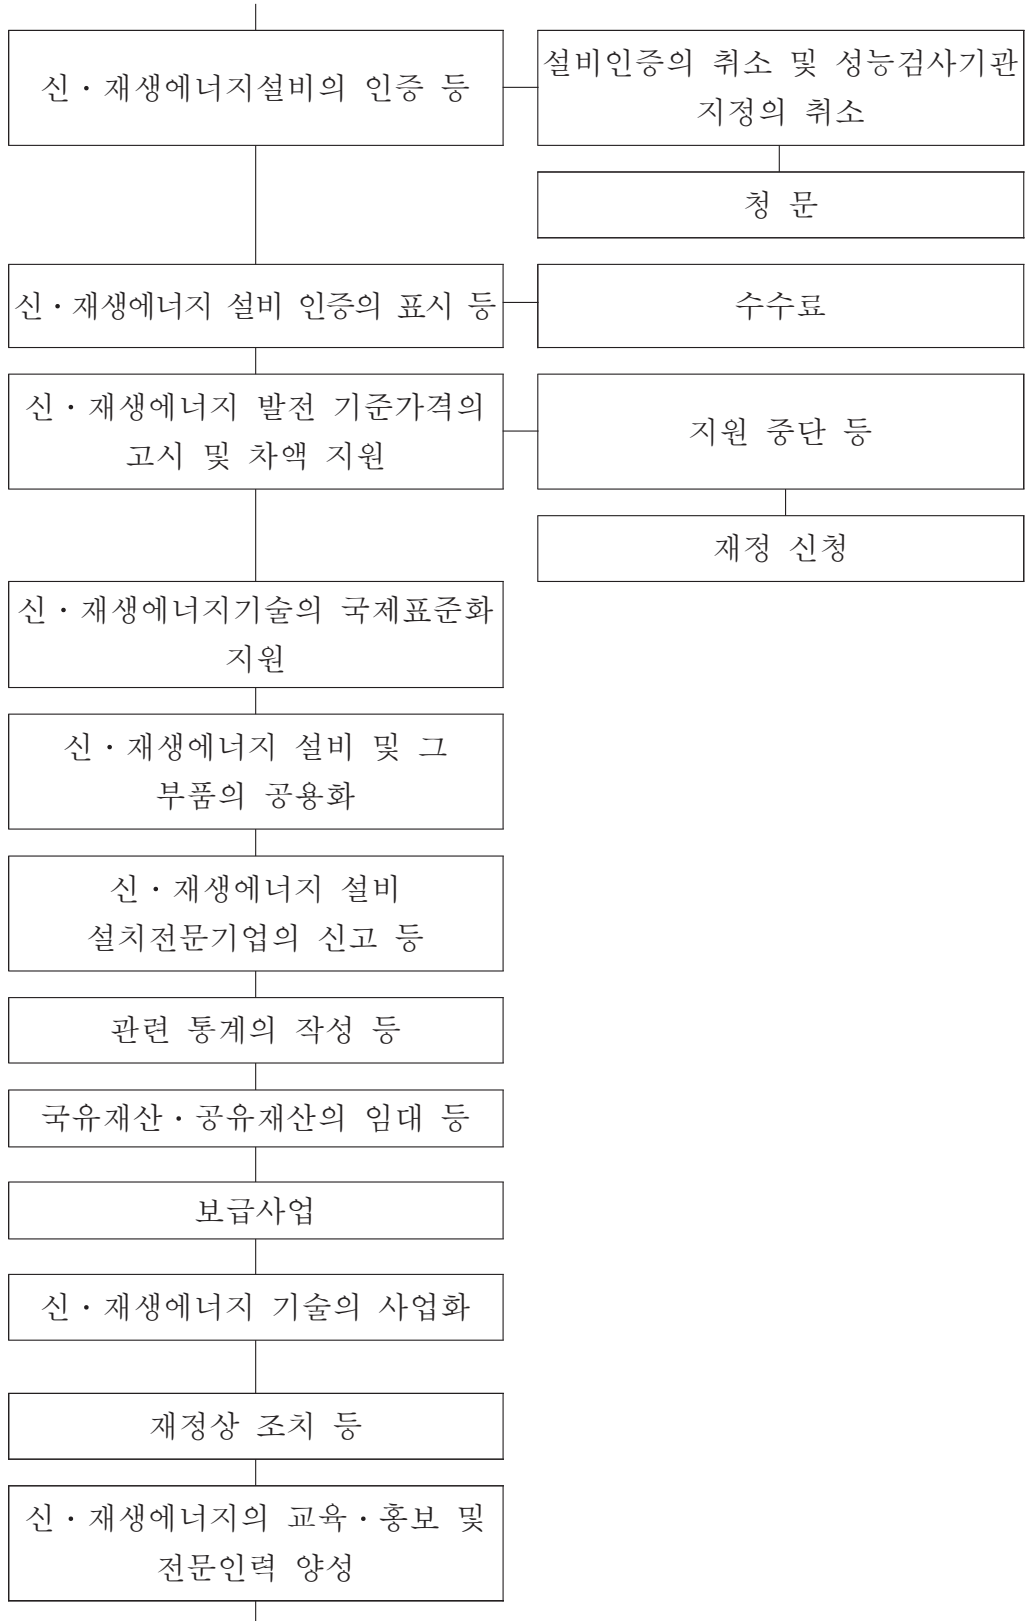 신・재생에너지설비의 인증 등
설비인증의 취소 및 성능검사기관
지정의 취소
청 문
신・재생에너지 설비 인증의 표시 등
수수료
신・재생에너지 발전 기준가격의
고시 및 차액 지원
지원 중단 등
재정 신청
신・재생에너지기술의 국제표준화
지원
신・재생에너지 설비 및 그
부품의 공용화
신・재생에너지 설비
설치전문기업의 신고 등
관련 통계의 작성 등
국유재산・공유재산의 임대 등
보급사업
신・재생에너지 기술의 사업화
재정상 조치 등
신・재생에너지의 교육・홍보 및
전문인력 양성